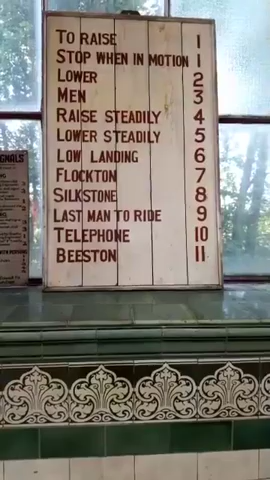 TO RAISE 1
STOP WHEN IN MOTION 1
LOWER 2
MEN 3
RAISE STEADILY 4
LOWER STEADILY 5
LOW LANDING 6
FLOCKTON 7
SILKSTONE 8
LAST MAN TO RIDE 9
TELEPHONE 10
BEESTON 11
GNALS